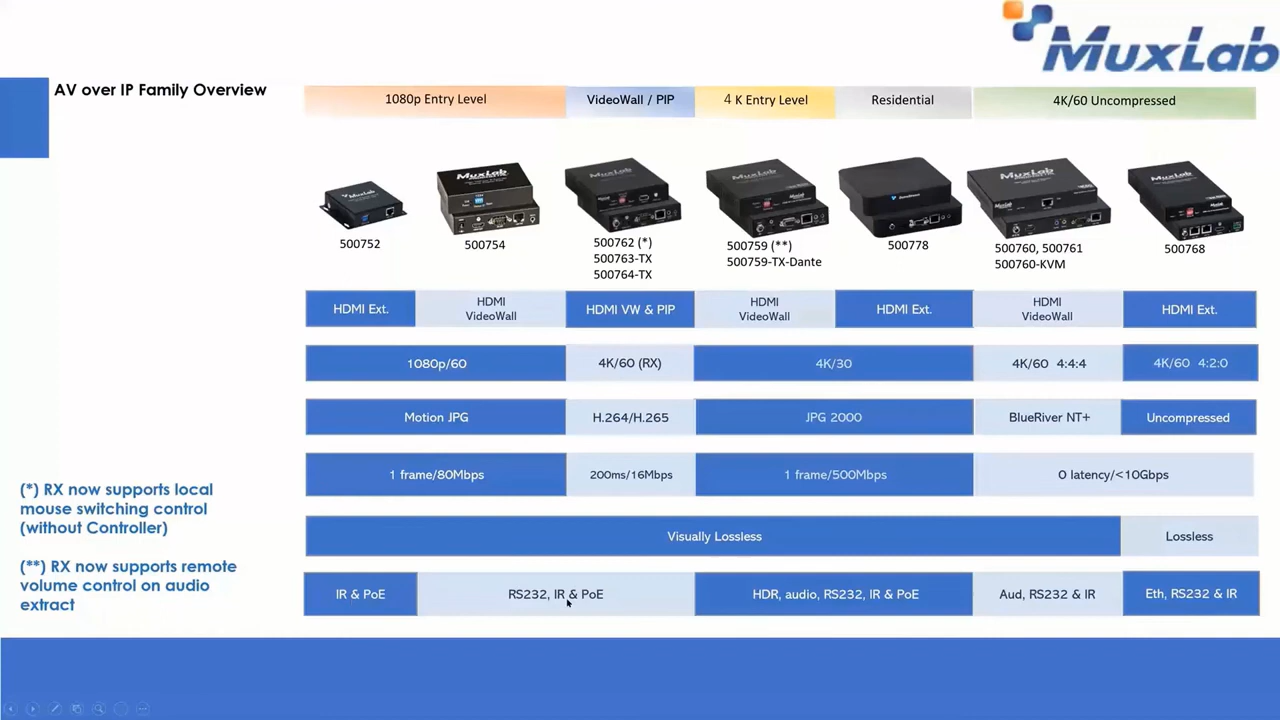 MuxLab
AV over IP Family Overview
1080p Entry Level
VideoWall / PIP
4 K Entry Level
Residential
4K/60 Uncompressed
MuxLab
MuxLab
MuxLab
MuxLab
MuxLab
MuxLab
500752
500754
500762 (*)
500763-TX
500764-TX
500759 (**)
500759-TX-Dante
500778
500760, 500761
500760-KVM
500768
HDMI Ext.
HDMI
VideoWall
HDMI VW & PIP
HDMI
VideoWall
HDMI Ext.
HDMI
VideoWall
HDMI Ext.
1080p/60
4K/60 (RX)
4K/30
4K/60 4:4:4
4K/60 4:2:0
Motion JPG
H.264/H.265
JPG 2000
BlueRiver NT+
Uncompressed
1 frame/80Mbps
200ms/16Mbps
1 frame/500Mbps
0 latency/<10Gbps
Visually Lossless
Lossless
IR & PoE
RS232, IR & PoE
HDR, audio, RS232, IR & PoE
Aud, RS232 & IR
Eth, RS232 & IR
(*) RX now supports local
mouse switching control
(without Controller)
(**) RX now supports remote
volume control on audio
extract